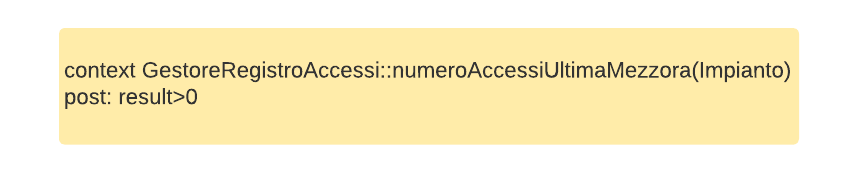 context GestoreRegistroAccessi::numeroAccessiUltimaMezzora(Impianto)
post: result>0